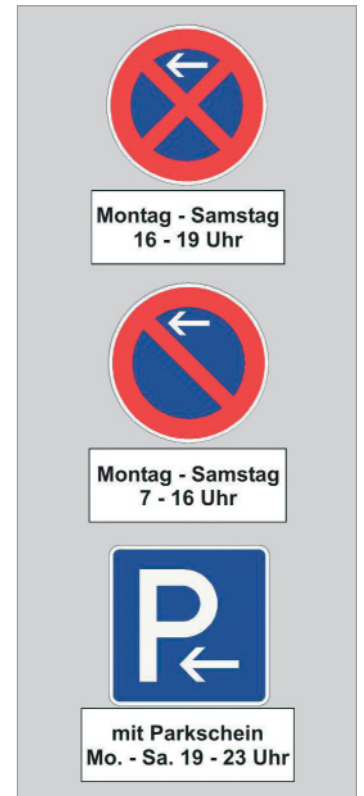 Montag - Samstag
16 - 19 Uhr
Montag - Samstag
7 - 16 Uhr
P
mit Parkschein
Mo. - Sa. 19 - 23 Uhr